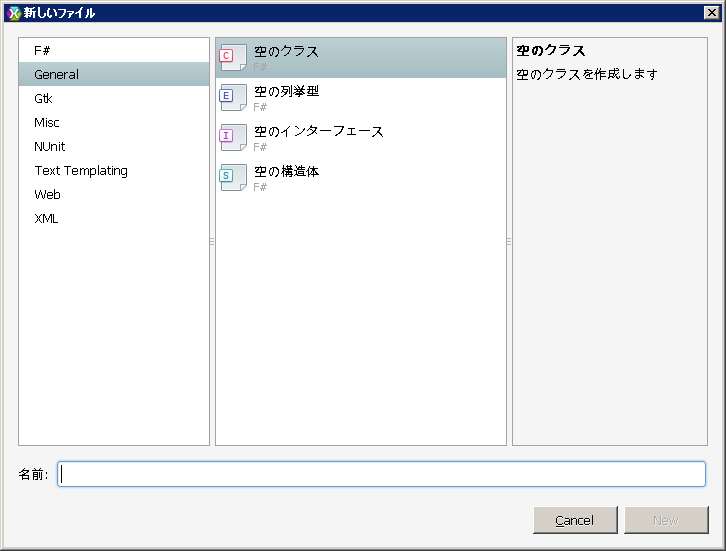 新しいファイル
F#
General
Gtk
Misc
NUnit
Text Templating
Web
XML
C
空のクラス
F#
E
空の列挙型
F#
I
空のインターフェース
F#
S
空の構造体
F#
空のクラス
空のクラスを作成します
名前:
Cancel
New